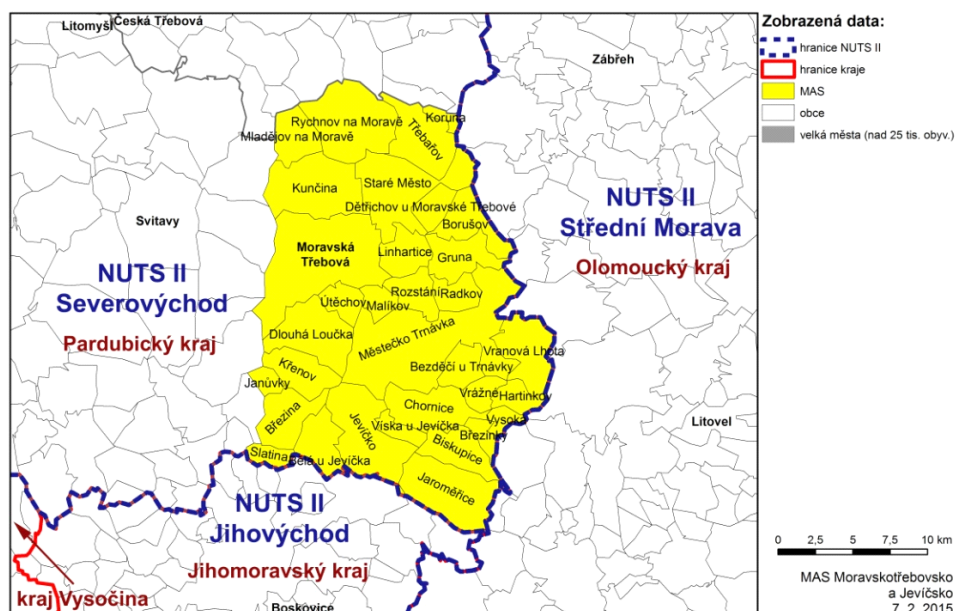 Litomyšl
Česká Třebová
Zábřeh
Koruna
Rychnov na Moravě
Třebařov
Mladějov na Moravě
Kunčina
Staré Město
Dětřichov u Moravské Třebové
Borušov
Svitavy
NUTS II
Střední Morava
Olomoucký kraj
Moravská
Třebová
Linhartice
Gruna
NUTS II
Severovýchod
Pardubický kraj
Rozstání
Radkov
Útěchov
Malíkov
Dlouhá Loučka
Městečko Trnávka
Vranová Lhota
Bezděčí u Trnávky
Křenov
Janůvky
Vrážné
Hartinkov
Chornice
Březina
Jevíčko
Víska u Jevíčka
Vysoká
Březinky
Biskupice
Litovel
Slatina
Bělá u Jevíčka
Jaroměřice
NUTS II
Jihovýchod
Jihomoravský kraj
kraj Vysočina
Boskovice
Zobrazená data:
hranice NUTS II
hranice kraje
MAS
obce
velká města (nad 25 tis. obyv.)
0 2,5 5 7,5 10 km
MAS Moravskotřebovsko
a Jevíčsko
7. 2. 2015